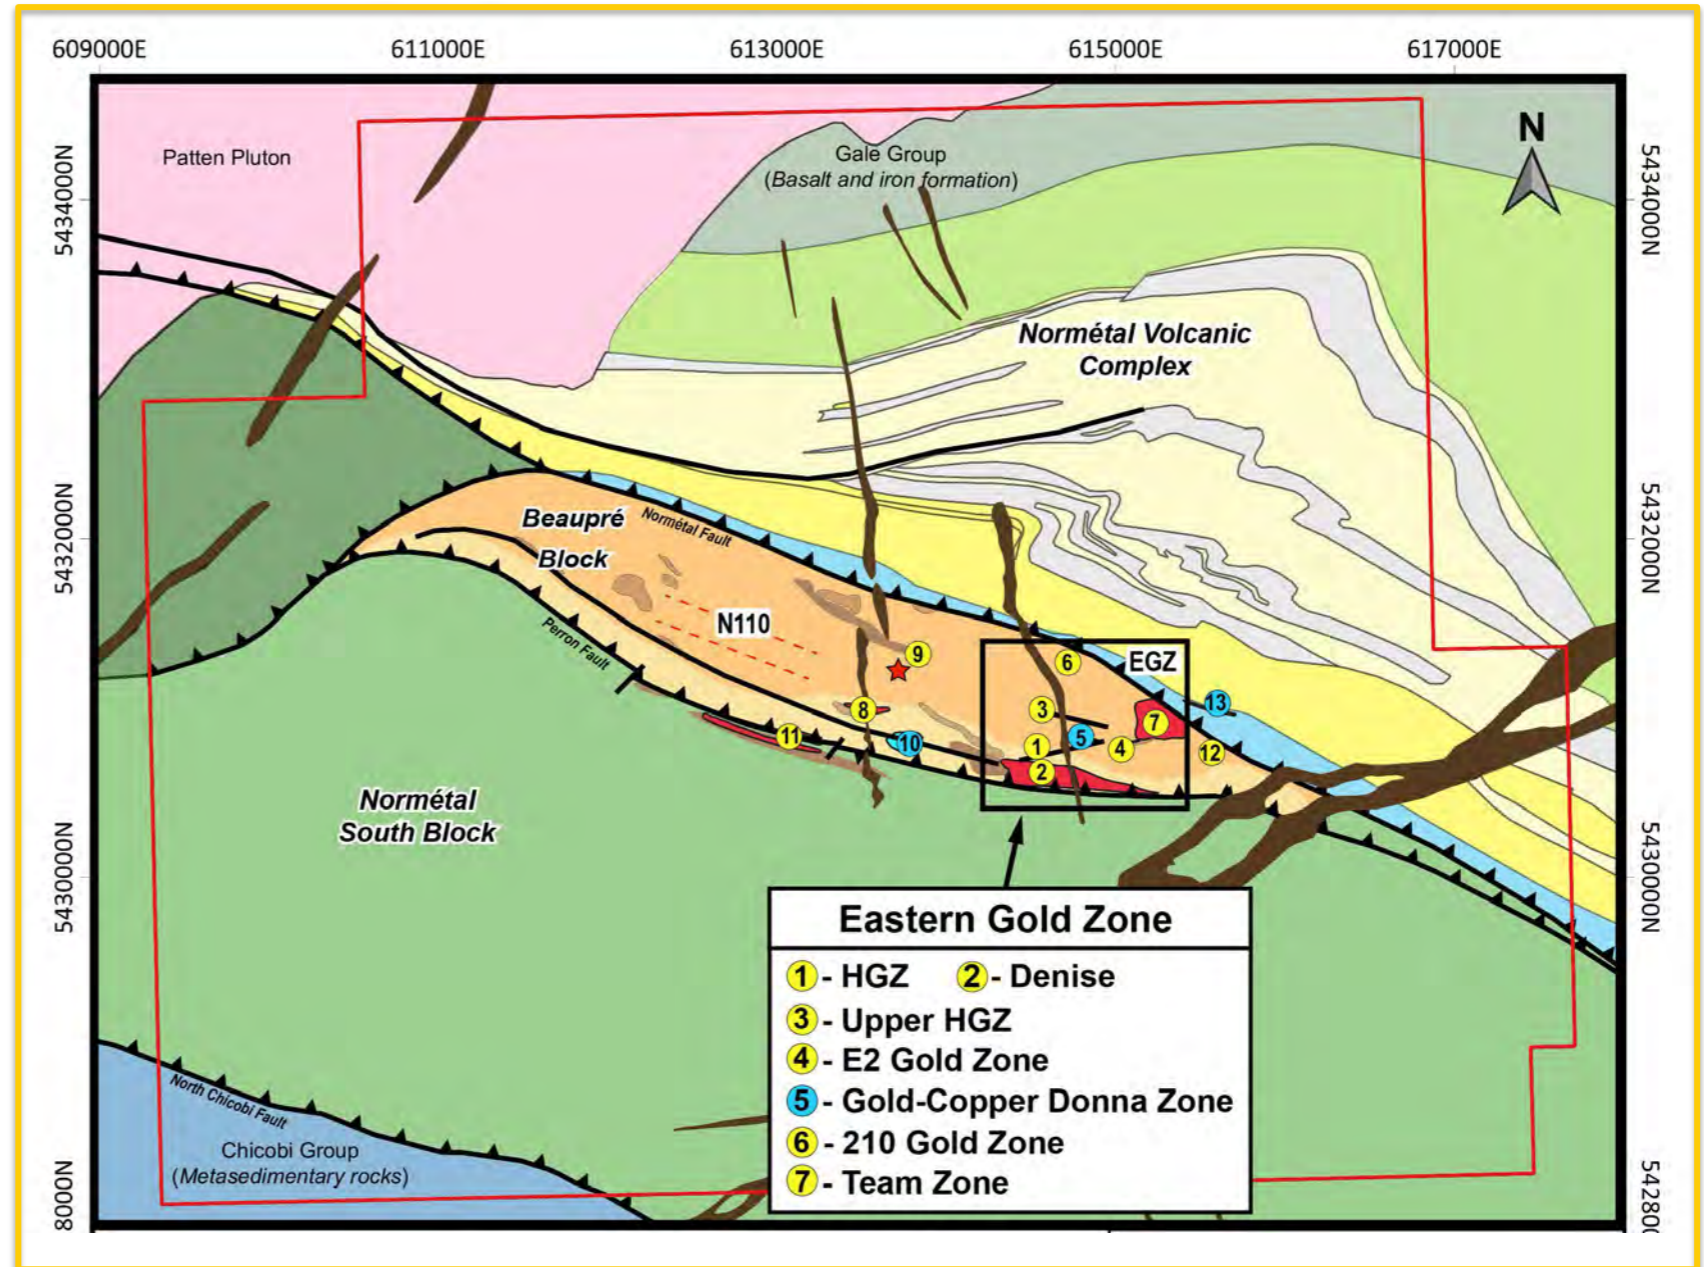 609000E 611000E 613000E 615000E 617000E
Patten Pluton
Gale Group
(Basalt and iron formation)
N
5434000N
5434000N
Normétal Volcanic
Complex
5432000N
5432000N
Beaupré
Block
Normétal Fault
N110
Perron Fault
EGZ
9
6
13
3
7
8
5
11
10
1
4
12
2
Normétal
South Block
5430000N
5430000N
Eastern Gold Zone
1 - HGZ 2 - Denise
3 - Upper HGZ
4 - E2 Gold Zone
5 - Gold-Copper Donna Zone
6 - 210 Gold Zone
7 - Team Zone
North Chicobi Fault
Chicobi Group
(Metasedimentary rocks)
8000N
542800